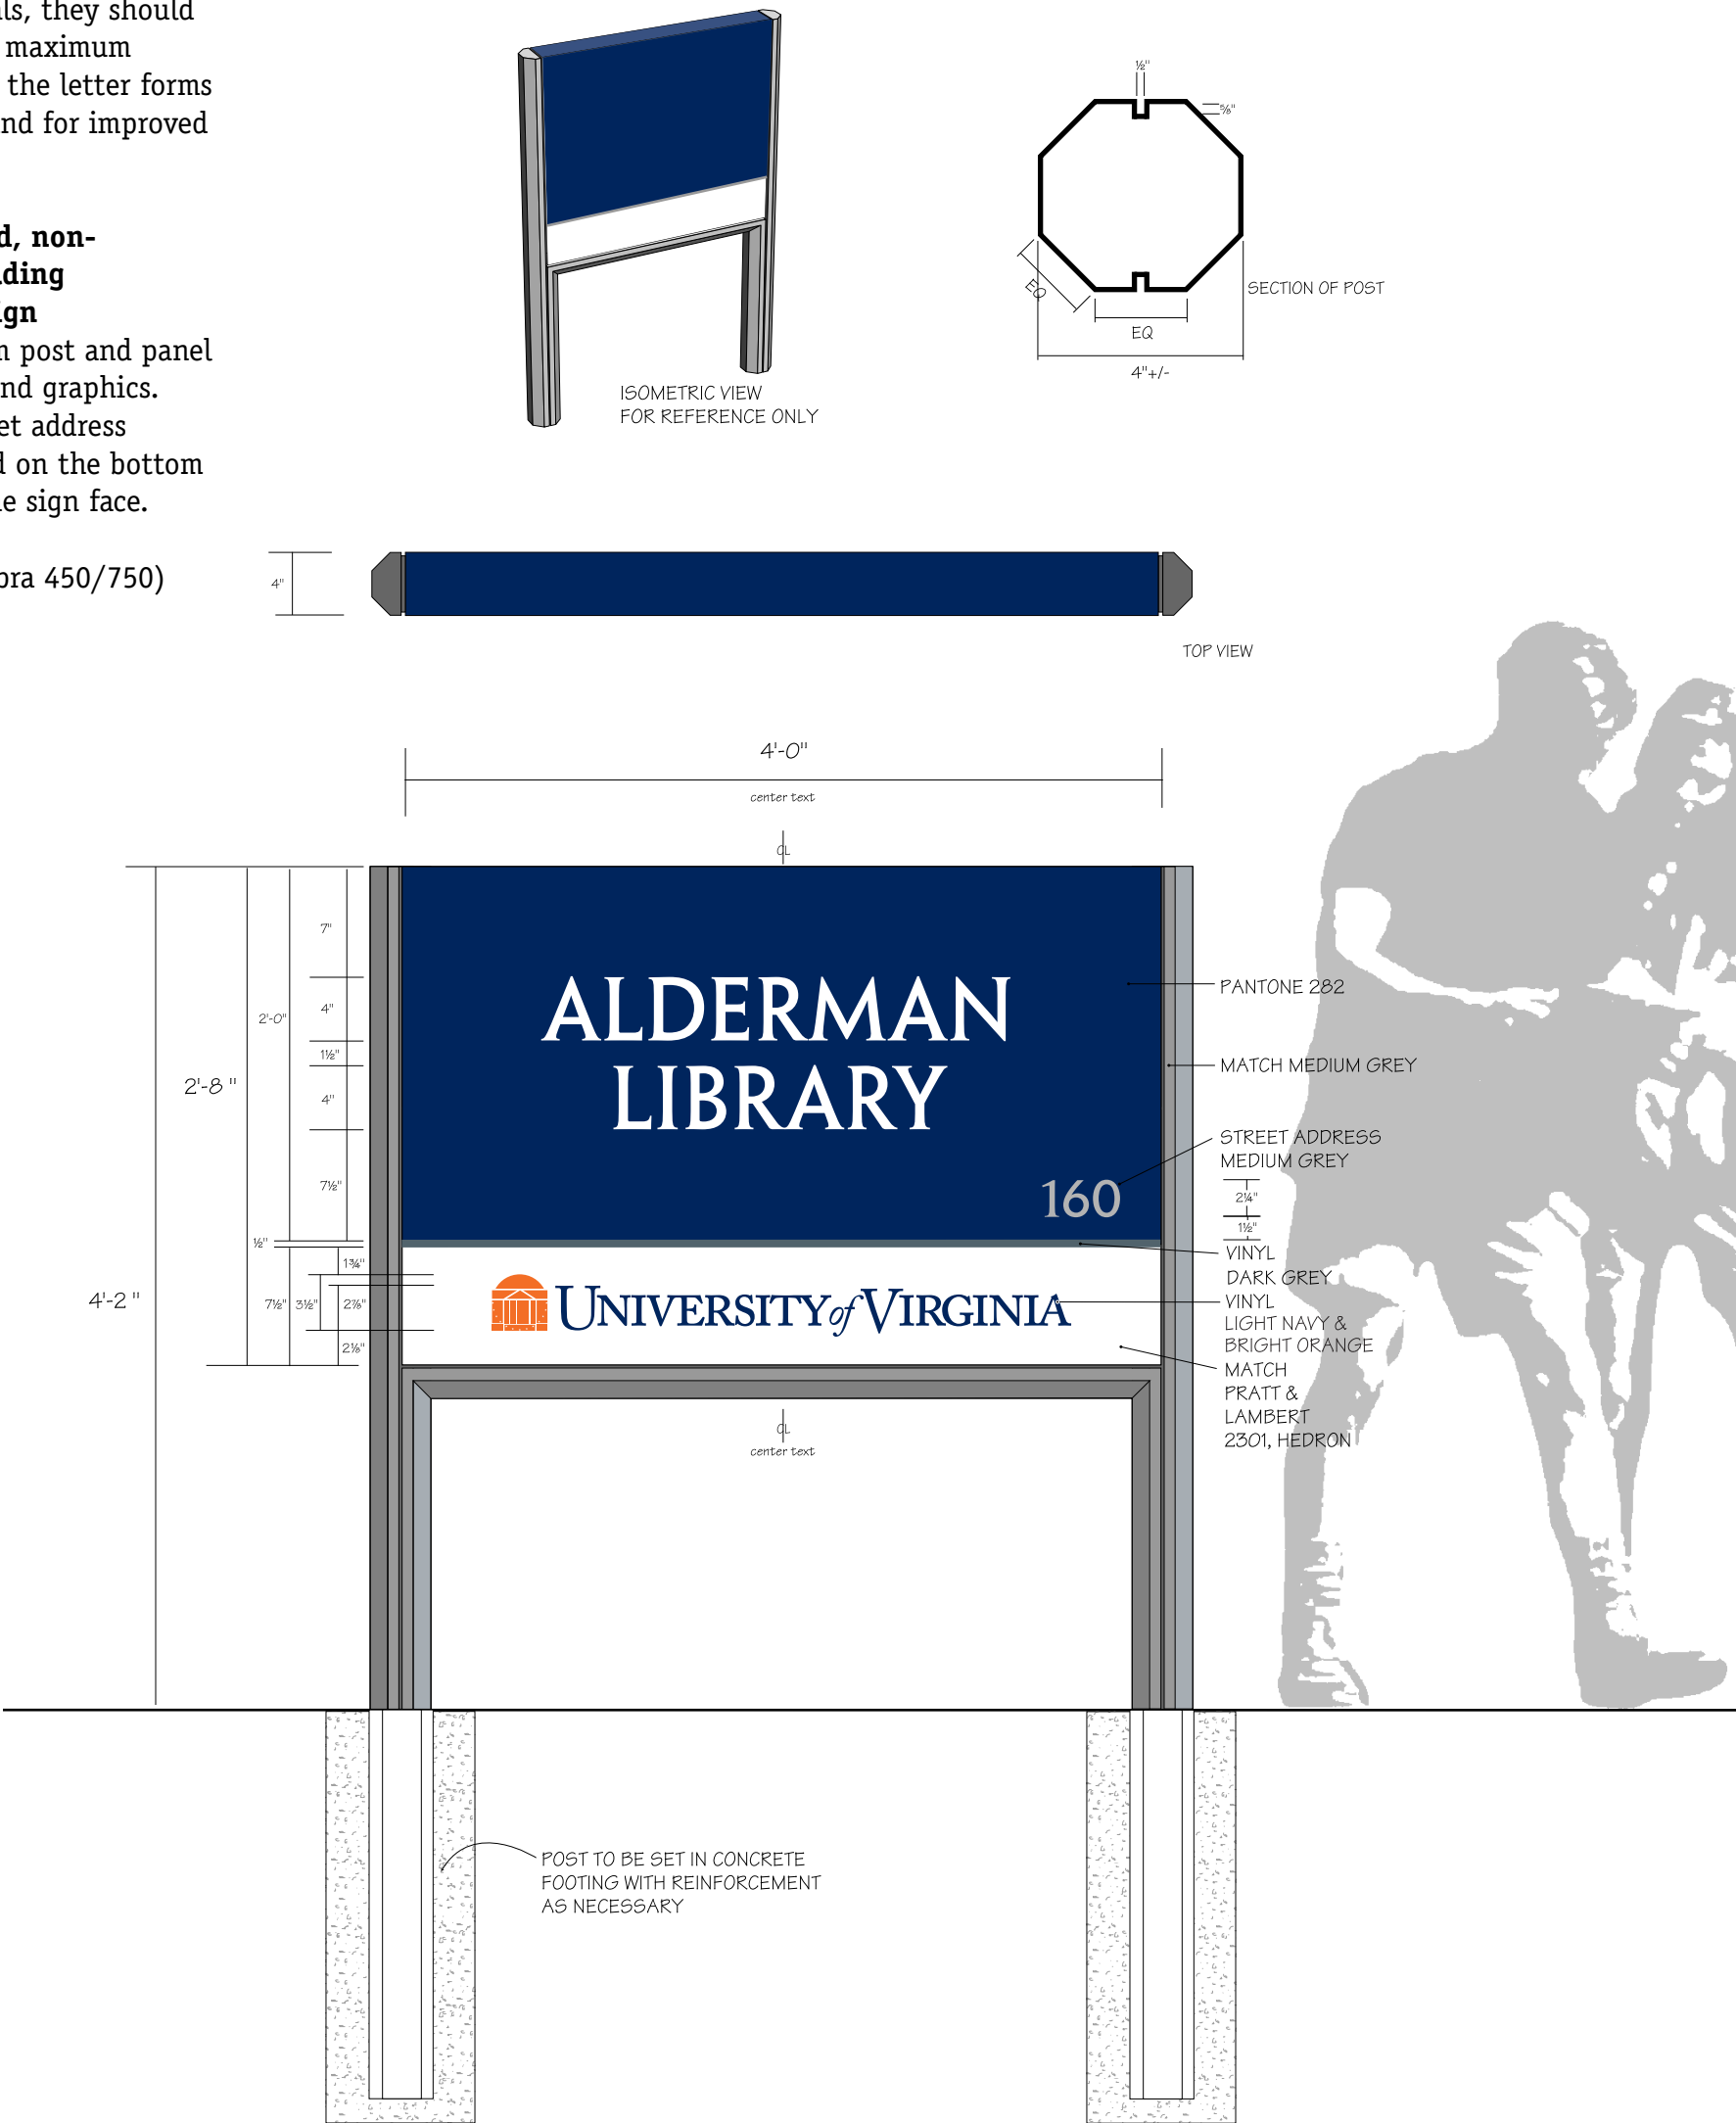 ls, they should
maximum
the letter forms
nd for improved
d, non-
lding
ign
n post and panel
nd graphics.
et address
d on the bottom
e sign face.
bra 450/750)
ISOMETRIC VIEW
FOR REFERENCE ONLY
½"
⅝"
EQ
EQ
4"+/-
SECTION OF POST
4"
TOP VIEW
4'-0"
center text
CL
7"
4"
1½"
4"
7½"
2'-0"
2'-8 "
4'-2 "
½"
1¾"
7½"
3½"
2⅞"
2⅛"
ALDERMAN
LIBRARY
160
UNIVERSITY of VIRGINIA
PANTONE 282
MATCH MEDIUM GREY
STREET ADDRESS
MEDIUM GREY
2¼"
1½"
VINYL
DARK GREY
VINYL
LIGHT NAVY &
BRIGHT ORANGE
MATCH
PRATT &
LAMBERT
2301, HEDRON
CL
center text
POST TO BE SET IN CONCRETE
FOOTING WITH REINFORCEMENT
AS NECESSARY